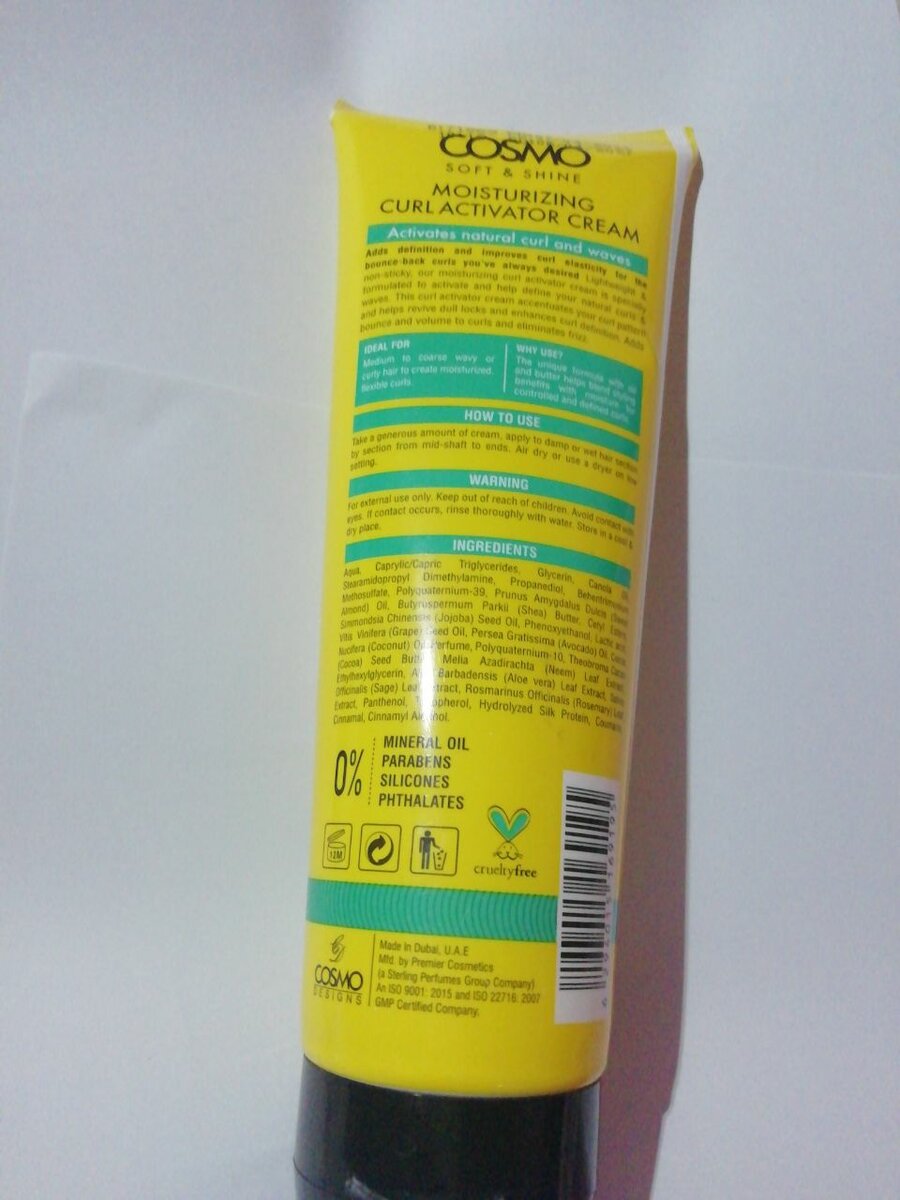 COSMO
SOFT & SHINE
MOISTURIZING
CURL ACTIVATOR CREAM
Activates natural curl and waves
Adds definition and improves curl elasticity for the
bounce-back curls you've always desired Lightweight &
non-sticky, our moisturizing curl activator cream is specially
formulated to activate and help define your natural curls &
waves. This curl activator cream accentuates your curl pattern
and helps revive dull locks and enhances curl definition. Adds
bounce and volume to curls and eliminates frizz.
IDEAL FOR
Medium to coarse wavy or
curly hair to create moisturized,
flexible curls.
WHY USE?
The unique formula with oil
and butter helps blend styling
benefits with moisture for
controlled and defined curls.
HOW TO USE
Take a generous amount of cream, apply to damp or wet hair section
by section from mid-shaft to ends. Air dry or use a dryer on low
setting.
WARNING
For external use only. Keep out of reach of children. Avoid contact with
eyes. If contact occurs, rinse thoroughly with water. Store in a cool &
dry place.
INGREDIENTS
Aqua, Caprylic/Capric Triglycerides, Glycerin, Canola Oil,
Stearamidopropyl Dimethylamine, Propanediol, Behentrimonium
Methosulfate, Polyquaternium-39, Prunus Amygdalus Dulcis (Sweet
Almond) Oil, Butyrospermum Parkii (Shea) Butter, Cetyl Esters,
Simmondsia Chinensis (Jojoba) Seed Oil, Phenoxyethanol, Lactic acid,
Vitis Vinifera (Grape) Seed Oil, Persea Gratissima (Avocado) Oil, Cocos
Nucifera (Coconut) Oil, Perfume, Polyquaternium-10, Theobroma Cacao
(Cocoa) Seed Butter, Melia Azadirachta (Neem) Leaf Extract,
Ethylhexylglycerin, Aloe Barbadensis (Aloe vera) Leaf Extract,
Officinalis (Sage) Leaf Extract, Rosmarinus Officinalis (Rosemary) Leaf
Extract, Panthenol, Tocopherol, Hydrolyzed Silk Protein, Coumarin,
Cinnamal, Cinnamyl Alcohol.
0%
MINERAL OIL
PARABENS
SILICONES
PHTHALATES
12M
crueltyfree
COSMO
DESIGNS
Made in Dubai, U.A.E
Mfd. by Premier Cosmetics
(a Sterling Perfumes Group Company)
An ISO 9001: 2015 and ISO 22716: 2007
GMP Certified Company.